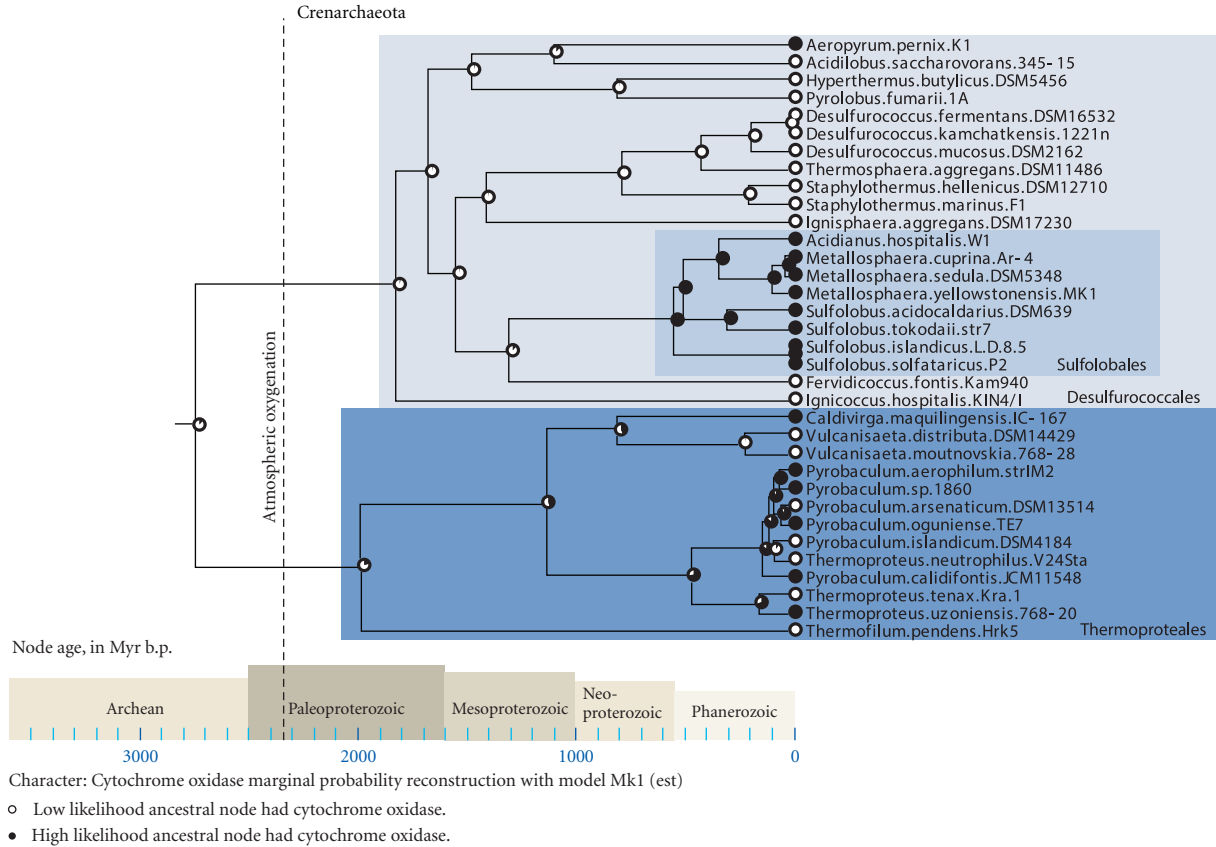 Crenarchaeota
Atmospheric oxygenation
Aeropyrum.pernix.K1
Acidilobus.saccharovorans.345-15
Hyperthermus.butylicus.DSM5456
Pyrolobus.fumarii.1A
Desulfurococcus.fermentans.DSM16532
Desulfurococcus.kamchatkensis.1221n
Desulfurococcus.mucosus.DSM2162
Thermosphaera.aggregans.DSM11486
Staphylothermus.hellenicus.DSM12710
Staphylothermus.marinus.F1
Ignisphaera.aggregans.DSM17230
Acidianus.hospitalis.W1
Metallosphaera.cuprina.Ar-4
Metallosphaera.sedula.DSM5348
Metallosphaera.yellowstonensis.MK1
Sulfolobus.acidocaldarius.DSM639
Sulfolobus.tokodaii.str7
Sulfolobus.islandicus.L.D.8.5
Sulfolobus.solfataricus.P2
Sulfolobales
Fervidicoccus.fontis.Kam940
Ignicoccus.hospitalis.KIN4/I
Desulfurococcales
Caldivirga.maquilingensis.IC-167
Vulcanisaeta.distributa.DSM14429
Vulcanisaeta.moutnovskia.768-28
Pyrobaculum.aerophilum.strIM2
Pyrobaculum.sp.1860
Pyrobaculum.arsenaticum.DSM13514
Pyrobaculum.oguniense.TE7
Pyrobaculum.islandicum.DSM4184
Thermoproteus.neutrophilus.V24Sta
Pyrobaculum.calidifontis.JCM11548
Thermoproteus.tenax.Kra.1
Thermoproteus.uzoniensis.768-20
Thermofilum.pendens.Hrk5
Thermoproteales
Node age, in Myr b.p.
Archean
Paleoproterozoic
Mesoproterozoic
Neo-
proterozoic
Phanerozoic
3000 2000 1000 0
Character: Cytochrome oxidase marginal probability reconstruction with model Mk1 (est)
Low likelihood ancestral node had cytochrome oxidase.
High likelihood ancestral node had cytochrome oxidase.